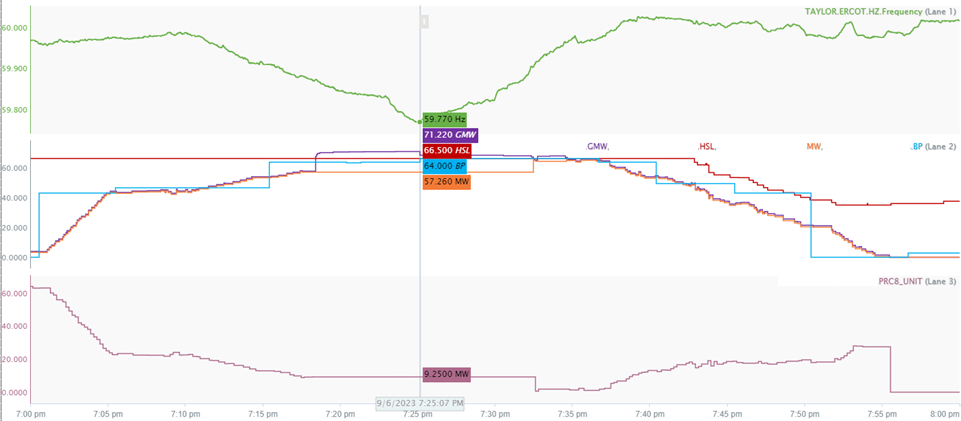 TAYLOR.ERCOT.HZ.Frequency (Lane 1)
60.000
1
59.900
59.800
59.770 Hz
71.220 GMW
.GMW, .HSL, MW, .BP (Lane 2)
66.500 HSL
60.000
64.000 BP
57.260 MW
40.000
20.000
0.0000
PRC8_UNIT (Lane 3)
60.000
40.000
20.000
9.2500 MW
0.0000
9/6/2023 7:25:07 PM
7:00 pm 7:05 pm 7:10 pm 7:15 pm 7:20 pm 7:25 pm 7:30 pm 7:35 pm 7:40 pm 7:45 pm 7:50 pm 7:55 pm 8:00 pm